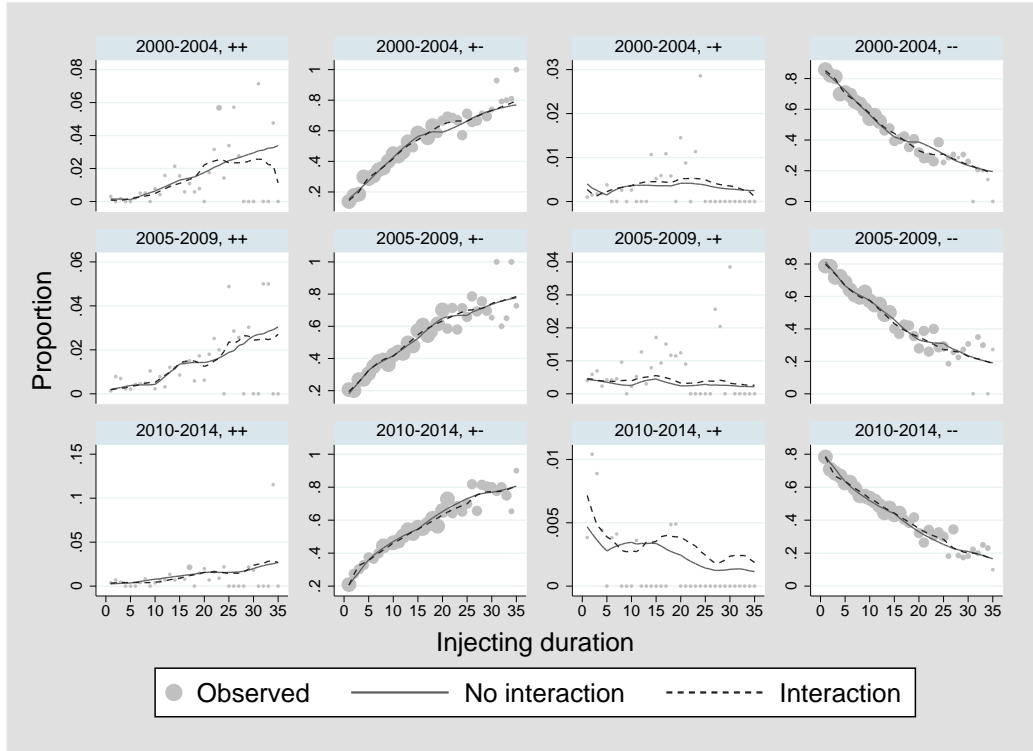 2000-2004, ++ 2000-2004, +- 2000-2004, -+ 2000-2004, --
.08 1 .03 .8
.06 .8 .02 .6
.04 .6 .01 .4
.02 .4 0 .2
0 .2 0
2005-2009, ++ 2005-2009, +- 2005-2009, -+ 2005-2009, --
.06 1 .04 .8
.04 .8 .03 .6
.02 .6 .02 .4
0 .4 .01 .2
.2 0 0
2010-2014, ++ 2010-2014, +- 2010-2014, -+ 2010-2014, --
.15 1 .01 .8
.1 .8 .005 .6
.05 .6 0 .4
0 .4 .2
.2 0
0 5 10 15 20 25 30 35 0 5 10 15 20 25 30 35 0 5 10 15 20 25 30 35 0 5 10 15 20 25 30 35
Proportion
Injecting duration
Observed No interaction Interaction